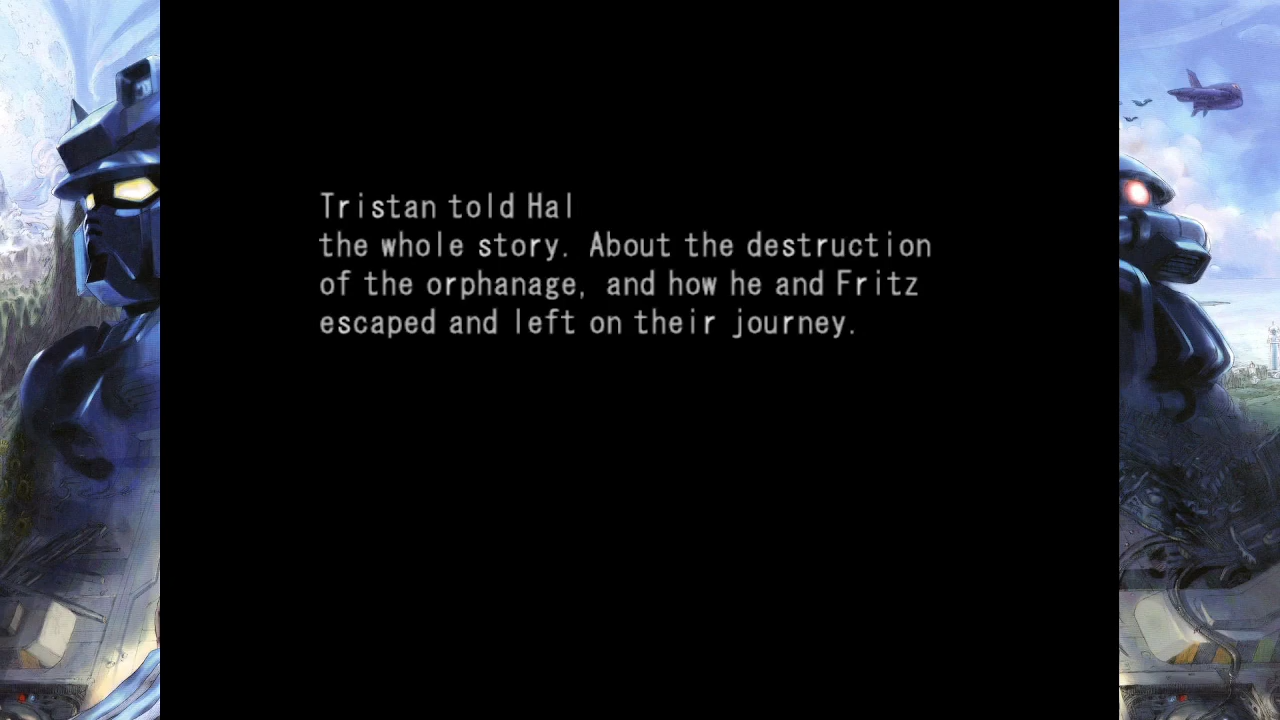 Tristan told Hal
the whole story. About the destruction
of the orphanage, and how he and Fritz
escaped and left on their journey.